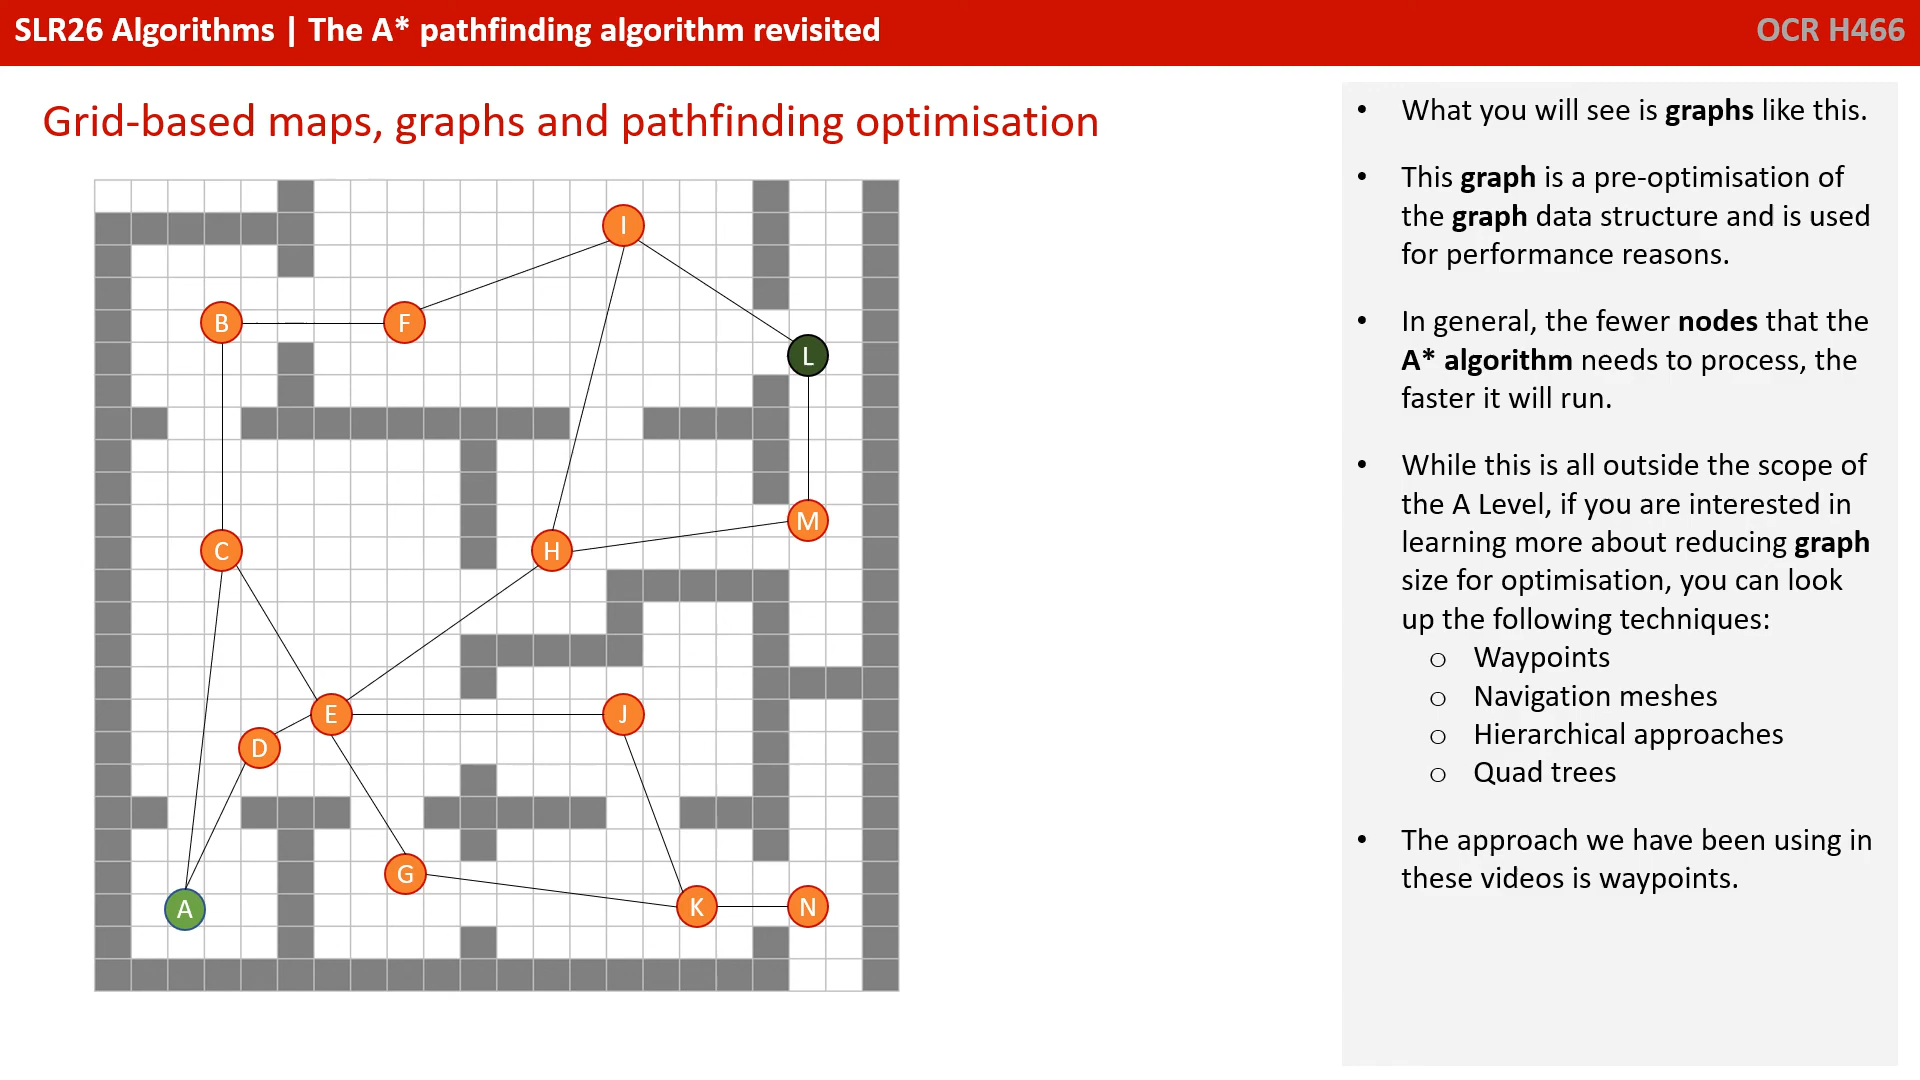 SLR26 Algorithms | The A* pathfinding algorithm revisited
OCR H466
Grid-based maps, graphs and pathfinding optimisation
I
B
F
L
C
H
M
E
J
D
G
A
K
N
• What you will see is graphs like this.
• This graph is a pre-optimisation of
the graph data structure and is used
for performance reasons.
• In general, the fewer nodes that the
A* algorithm needs to process, the
faster it will run.
• While this is all outside the scope of
the A Level, if you are interested in
learning more about reducing graph
size for optimisation, you can look
up the following techniques:
o Waypoints
o Navigation meshes
o Hierarchical approaches
o Quad trees
• The approach we have been using in
these videos is waypoints.